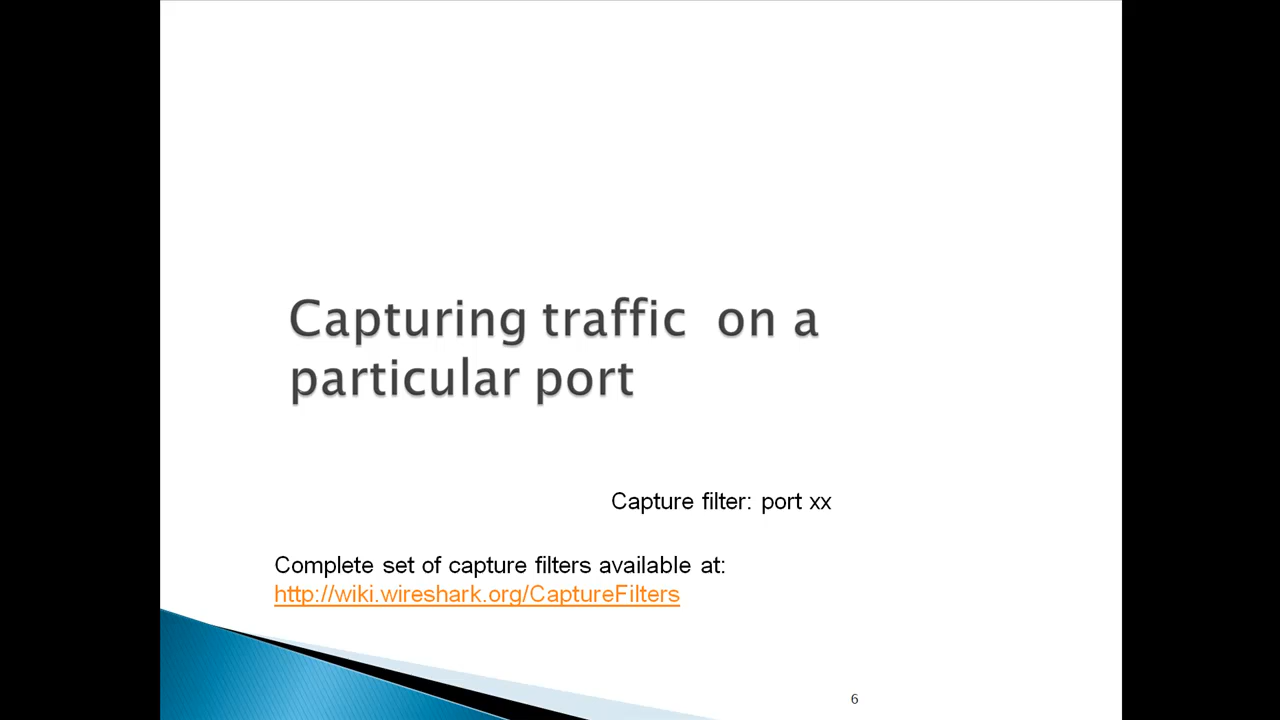 Capturing traffic on a
particular port
Capture filter: port xx
Complete set of capture filters available at:
http://wiki.wireshark.org/CaptureFilters
6